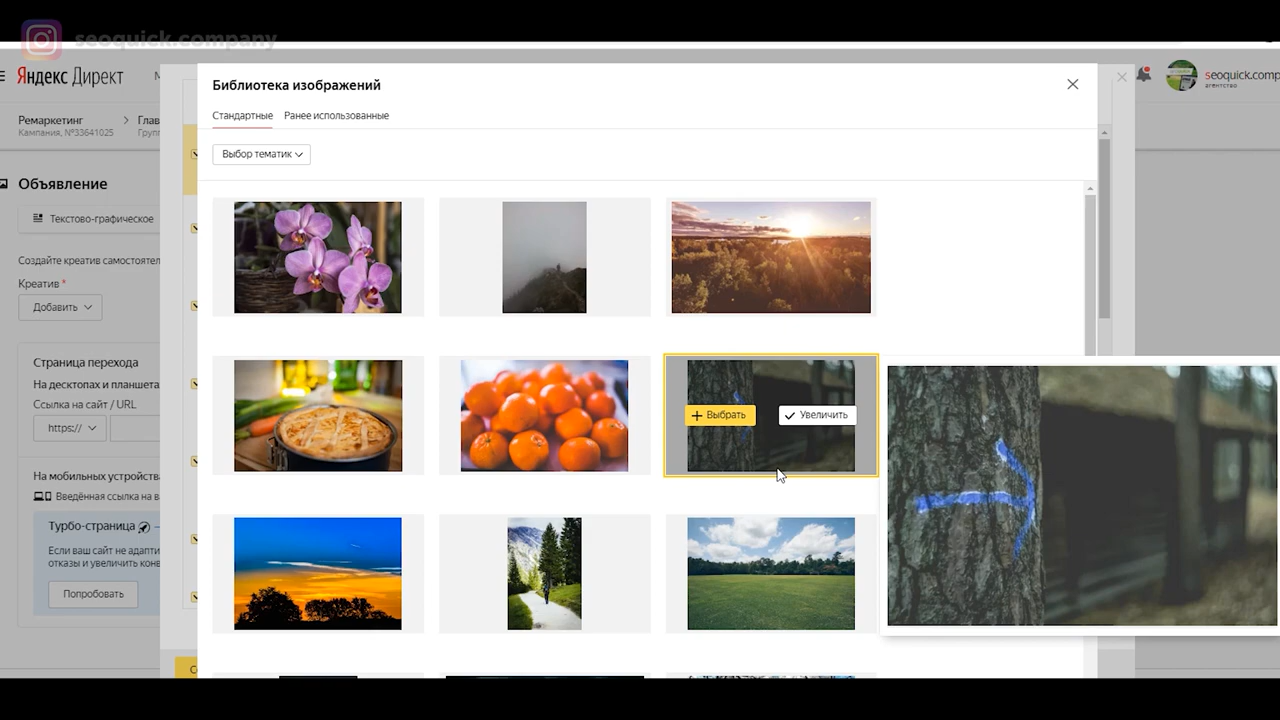 seoquick.company
Яндекс Директ
seoquick.comp
агентство
Ремаркетинг
Кампания, №33641025
Объявление
Текстово-графическое
Создайте креатив самостоятел
Креатив *
Добавить
Страница перехода
На десктопах и планшета
Ссылка на сайт / URL
https://
На мобильных устройства
Введённая ссылка на в
Турбо-страница
Если ваш сайт не адапти
отказы и увеличить конв
Попробовать
Библиотека изображений
Стандартные
Ранее использованные
Выбор тематик
Выбрать
Увеличить